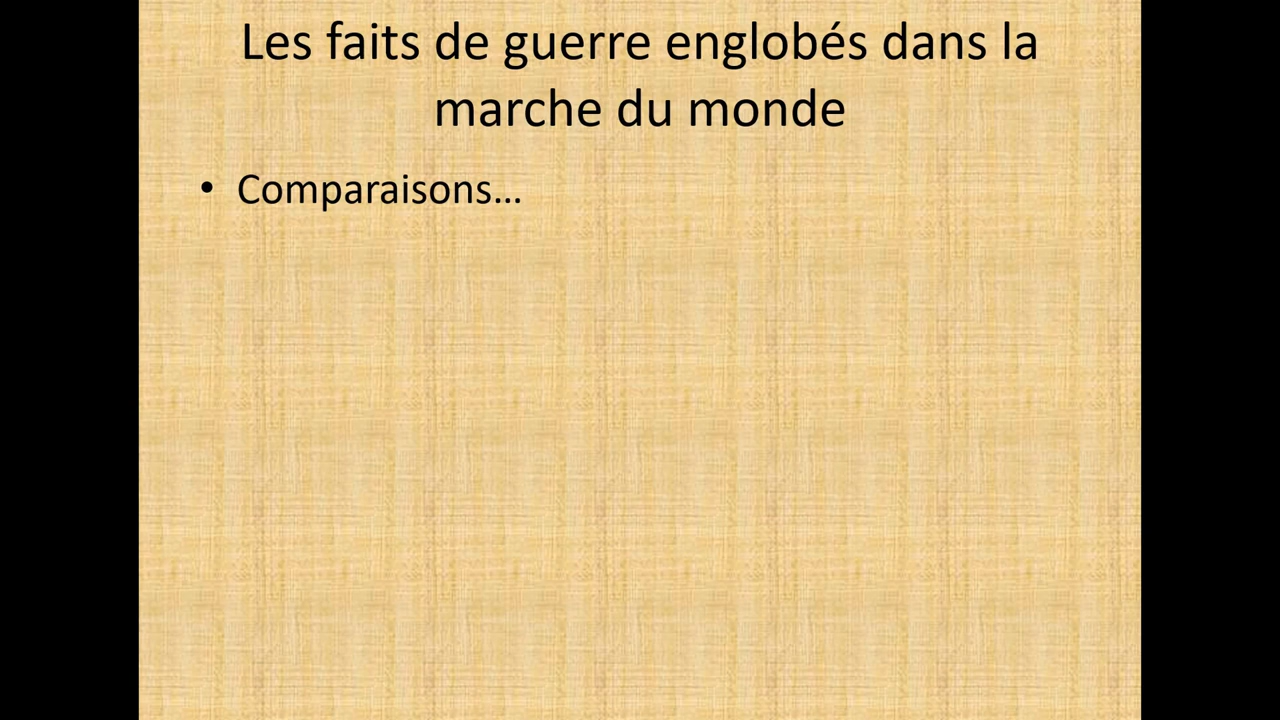 Les faits de guerre englobés dans la
marche du monde
• Comparaisons…